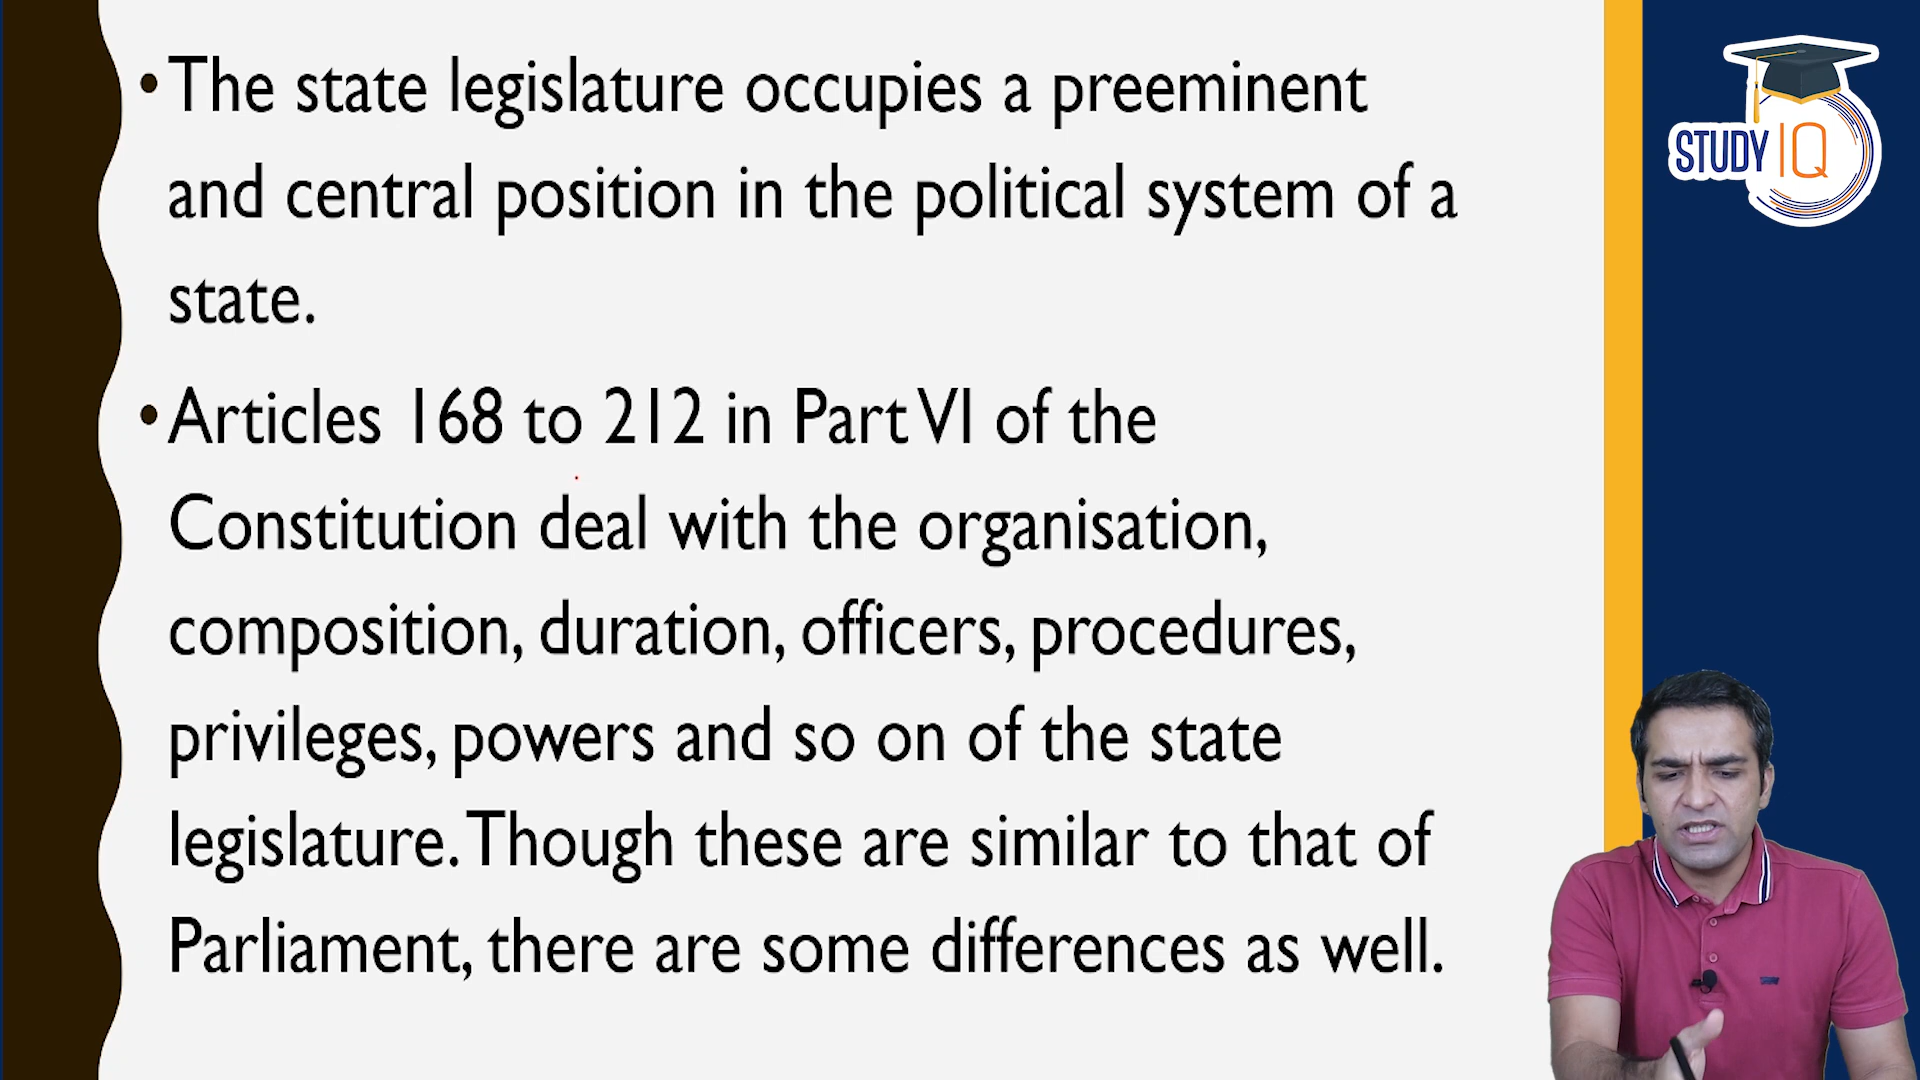 •The state legislature occupies a preeminent
and central position in the political system of a
state.
•Articles 168 to 212 in Part VI of the
Constitution deal with the organisation,
composition, duration, officers, procedures,
privileges, powers and so on of the state
legislature. Though these are similar to that of
Parliament, there are some differences as well.
STUDY IQ